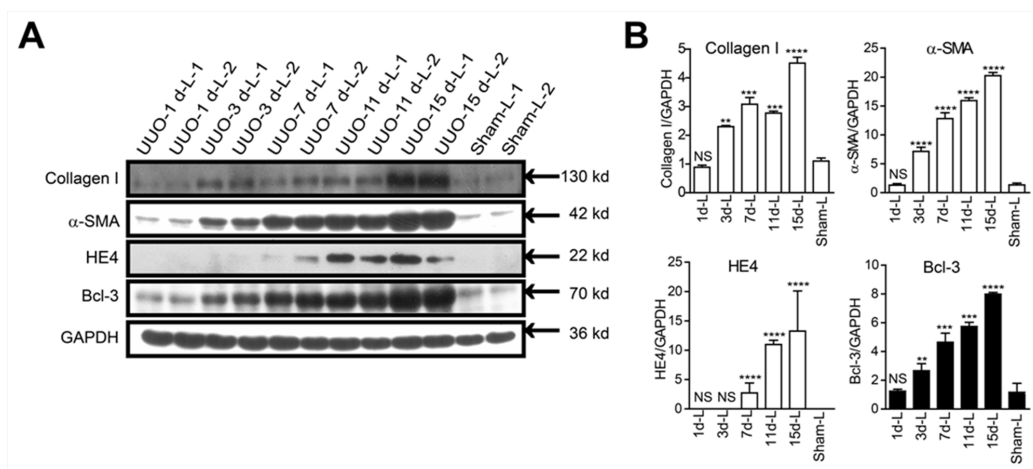 A
UUO-1 d-L-1
UUO-1 d-L-2
UUO-3 d-L-1
UUO-3 d-L-2
UUO-7 d-L-1
UUO-7 d-L-2
UUO-11 d-L-1
UUO-11 d-L-2
UUO-15 d-L-1
UUO-15 d-L-2
Sham-L-1
Sham-L-2
Collagen I 130 kd
α-SMA 42 kd
HE4 22 kd
Bcl-3 70 kd
GAPDH 36 kd
B
Collagen I
Collagen I/GAPDH
5
4
3
2
1
0
NS ** *** *** ****
1d-L 3d-L 7d-L 11d-L 15d-L Sham-L
α-SMA
α-SMA/GAPDH
25
20
15
10
5
0
NS **** **** **** ****
1d-L 3d-L 7d-L 11d-L 15d-L Sham-L
HE4
HE4/GAPDH
25
20
15
10
5
0
NS NS **** **** ****
1d-L 3d-L 7d-L 11d-L 15d-L Sham-L
Bcl-3
Bcl-3/GAPDH
10
8
6
4
2
0
NS ** *** *** ****
1d-L 3d-L 7d-L 11d-L 15d-L Sham-L